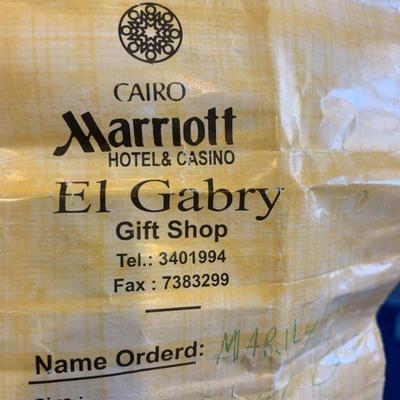 CAIRO
Marriott
HOTEL & CASINO
El Gabry
Gift Shop
Tel.: 3401994
Fax : 7383299
Name Orderd: